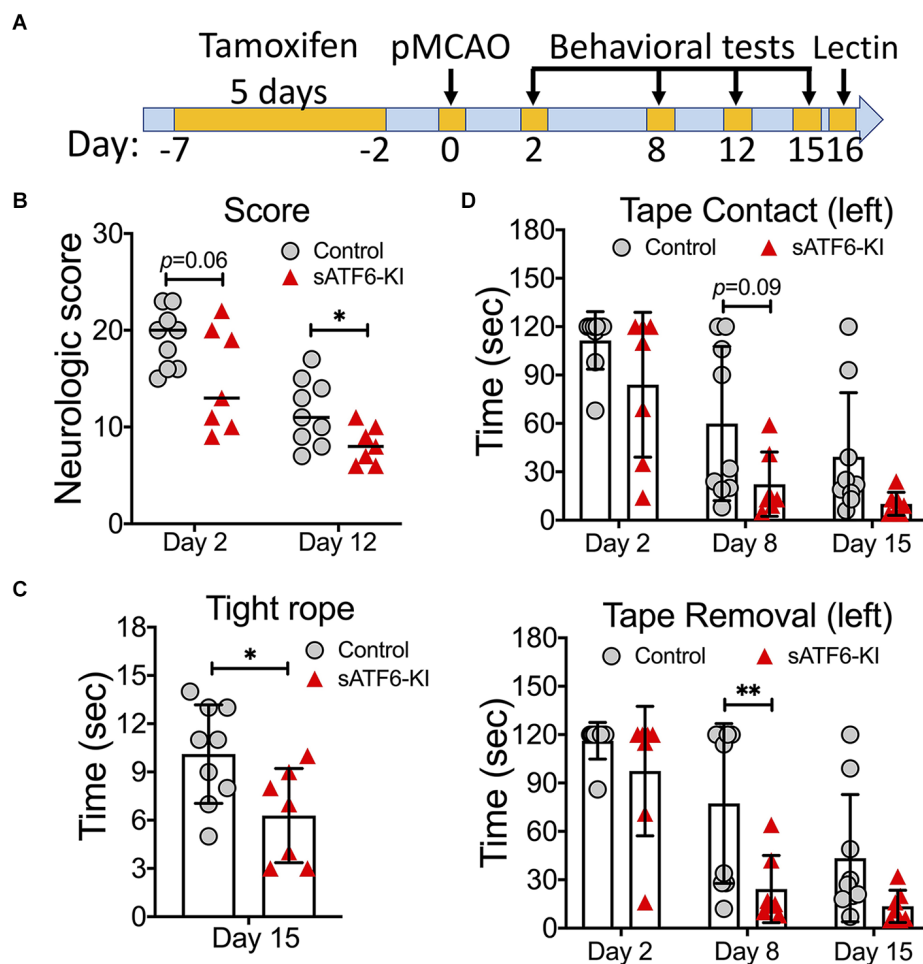 A
Tamoxifen
5 days
pMCAO
Behavioral tests
Lectin
Day: -7 -2 0 2 8 12 15 16
B
Score
Neurologic score
30
20
10
0
Control
sATF6-KI
p=0.06
*
Day 2
Day 12
C
Tight rope
Time (sec)
18
15
12
9
6
3
0
Control
sATF6-KI
*
Day 15
D
Tape Contact (left)
Time (sec)
180
150
120
90
60
30
0
Control
sATF6-KI
p=0.09
Day 2
Day 8
Day 15
Tape Removal (left)
Time (sec)
180
150
120
90
60
30
0
Control
sATF6-KI
**
Day 2
Day 8
Day 15